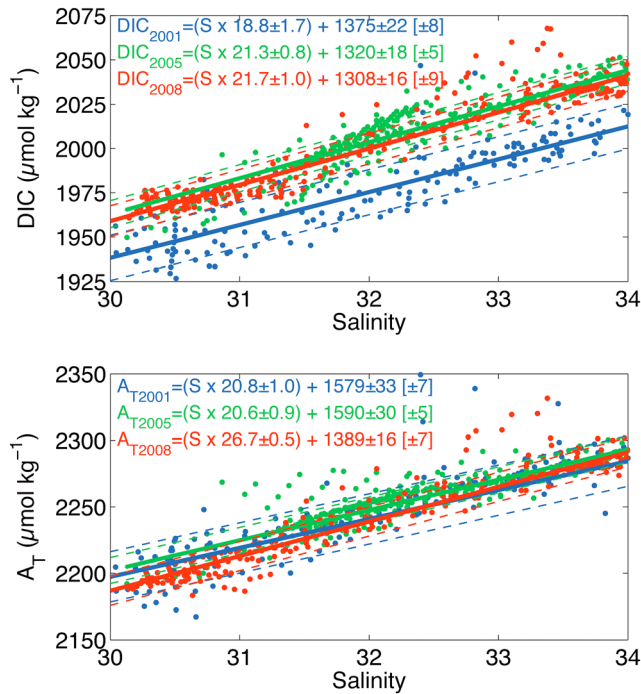 2075
2050
2025
2000
1975
1950
1925
DIC (μmol kg⁻¹)
DIC₂₀₀₁=(S x 18.8±1.7) + 1375±22 [±8]
DIC₂₀₀₅=(S x 21.3±0.8) + 1320±18 [±5]
DIC₂₀₀₈=(S x 21.7±1.0) + 1308±16 [±9]
30 31 32 33 34
Salinity
2350
2300
2250
2200
2150
A_T (μmol kg⁻¹)
A_T2001=(S x 20.8±1.0) + 1579±33 [±7]
A_T2005=(S x 20.6±0.9) + 1590±30 [±5]
A_T2008=(S x 26.7±0.5) + 1389±16 [±7]
30 31 32 33 34
Salinity